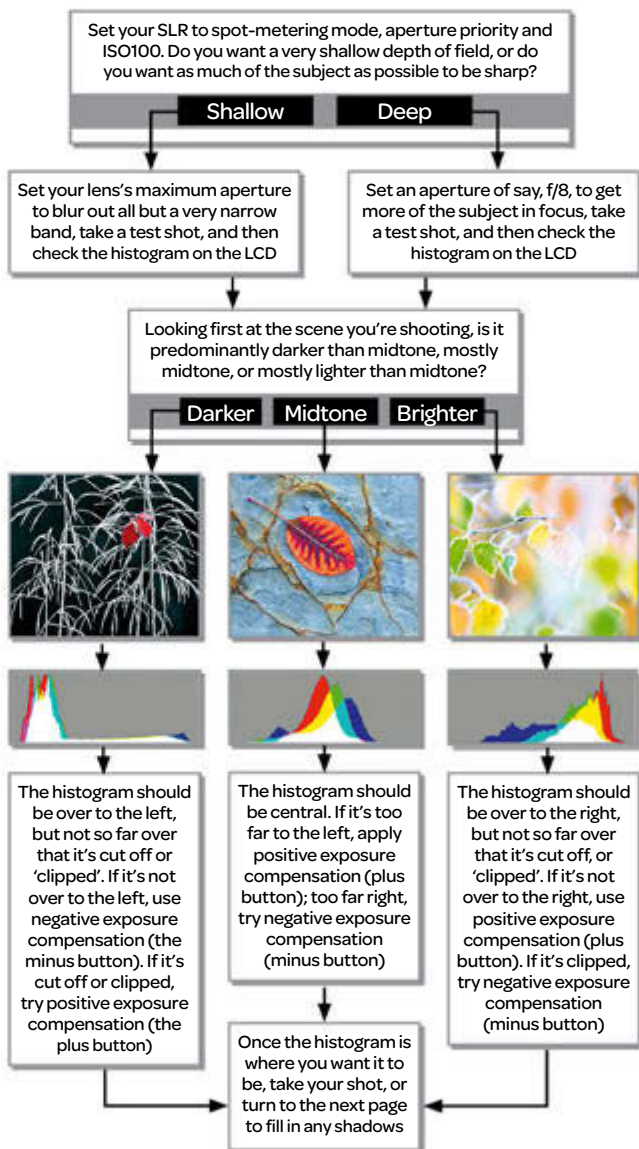 Set your SLR to spot-metering mode, aperture priority and
ISO100. Do you want a very shallow depth of field, or do
you want as much of the subject as possible to be sharp?
Shallow
Deep
Set your lens's maximum aperture
to blur out all but a very narrow
band, take a test shot, and then
check the histogram on the LCD
Set an aperture of say, f/8, to get
more of the subject in focus, take
a test shot, and then check the
histogram on the LCD
Looking first at the scene you're shooting, is it
predominantly darker than midtone, mostly
midtone, or mostly lighter than midtone?
Darker
Midtone
Brighter
The histogram should
be over to the left,
but not so far over
that it's cut off or
‘clipped’. If it's not
over to the left, use
negative exposure
compensation (the
minus button). If it's
cut off or clipped,
try positive exposure
compensation (the
plus button)
The histogram should
be central. If it's too
far to the left, apply
positive exposure
compensation (plus
button); too far right,
try negative exposure
compensation
(minus button)
The histogram should
be over to the right,
but not so far over
that it's cut off, or
‘clipped’. If it's not
over to the right, use
positive exposure
compensation (plus
button). If it's clipped,
try negative exposure
compensation
(minus button)
Once the histogram is
where you want it to
be, take your shot, or
turn to the next page
to fill in any shadows